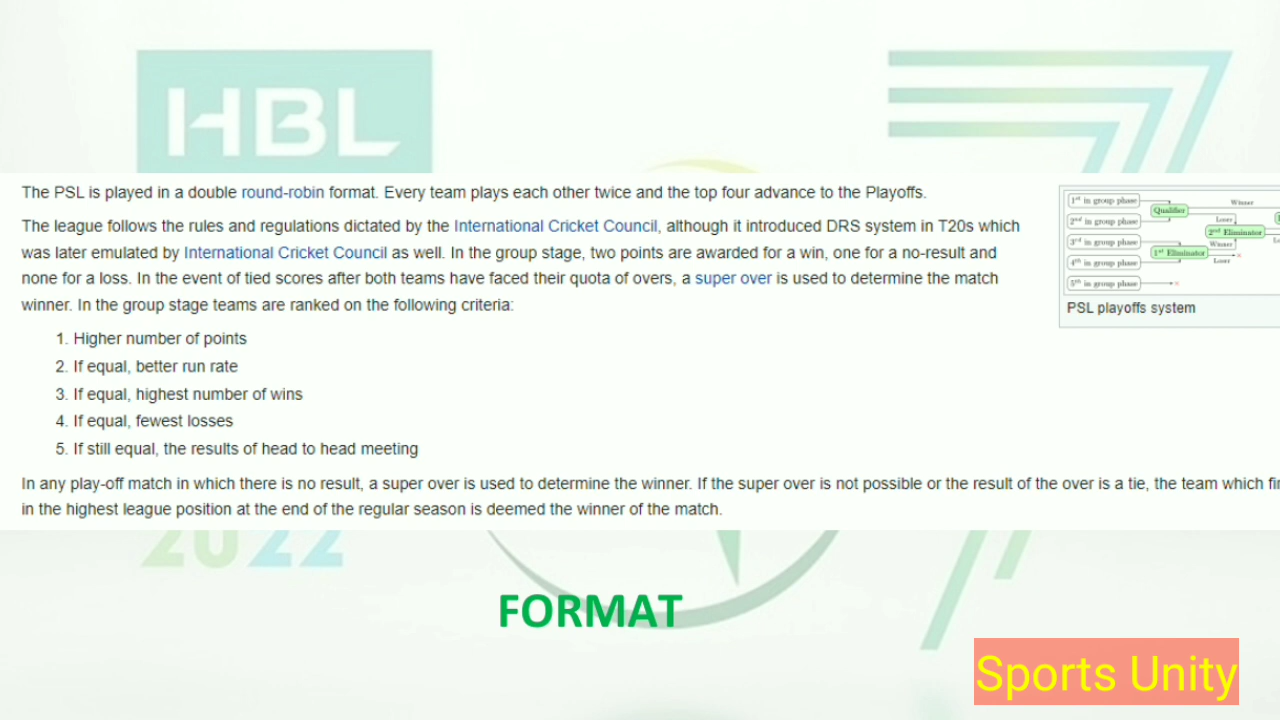 HBL
The PSL is played in a double round-robin format. Every team plays each other twice and the top four advance to the Playoffs.
The league follows the rules and regulations dictated by the International Cricket Council, although it introduced DRS system in T20s which
was later emulated by International Cricket Council as well. In the group stage, two points are awarded for a win, one for a no-result and
none for a loss. In the event of tied scores after both teams have faced their quota of overs, a super over is used to determine the match
winner. In the group stage teams are ranked on the following criteria:
1. Higher number of points
2. If equal, better run rate
3. If equal, highest number of wins
4. If equal, fewest losses
5. If still equal, the results of head to head meeting
In any play-off match in which there is no result, a super over is used to determine the winner. If the super over is not possible or the result of the over is a tie, the team which
in the highest league position at the end of the regular season is deemed the winner of the match.
1st in group phase
Qualifier
Winner
2nd in group phase
Loser
2nd Eliminator
3rd in group phase
Winner
1st Eliminator
4th in group phase
Loser
5th in group phase
PSL playoffs system
2022
FORMAT
Sports Unity